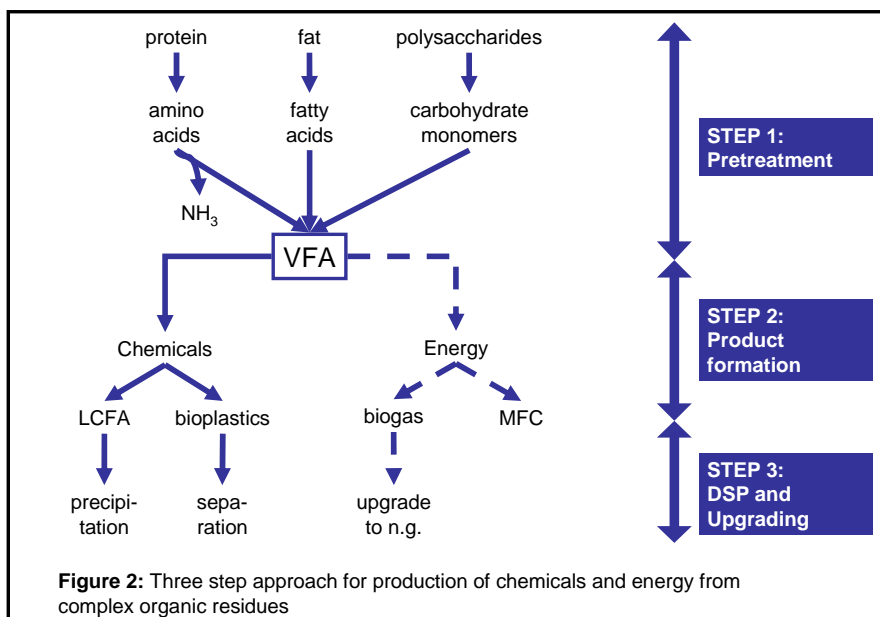 protein
fat
polysaccharides
amino
acids
fatty
acids
carbohydrate
monomers
STEP 1:
Pretreatment
NH3
VFA
STEP 2:
Product
formation
Chemicals
Energy
LCFA
bioplastics
biogas
MFC
STEP 3:
DSP and
Upgrading
precipi-
tation
sepa-
ration
upgrade
to n.g.
Figure 2: Three step approach for production of chemicals and energy from
complex organic residues